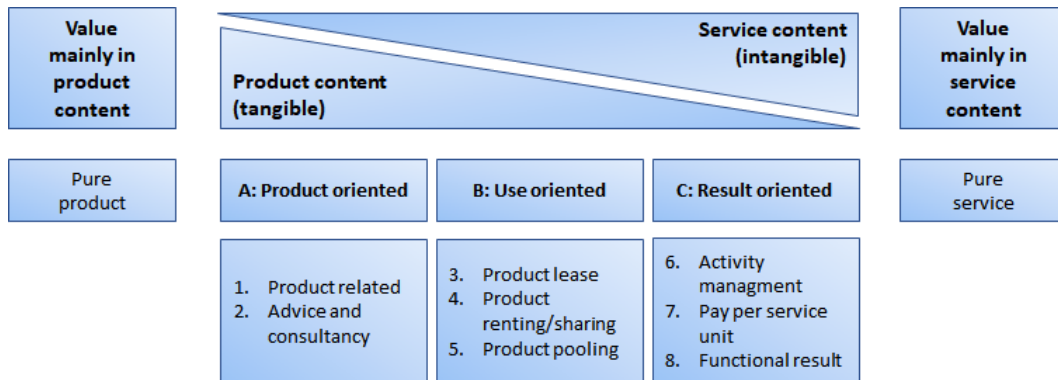 Value
mainly in
product
content
Service content
(intangible)
Product content
(tangible)
Value
mainly in
service
content
Pure
product
A: Product oriented
B: Use oriented
C: Result oriented
Pure
service
1. Product related
2. Advice and
consultancy
3. Product lease
4. Product
renting/sharing
5. Product pooling
6. Activity
managment
7. Pay per service
unit
8. Functional result